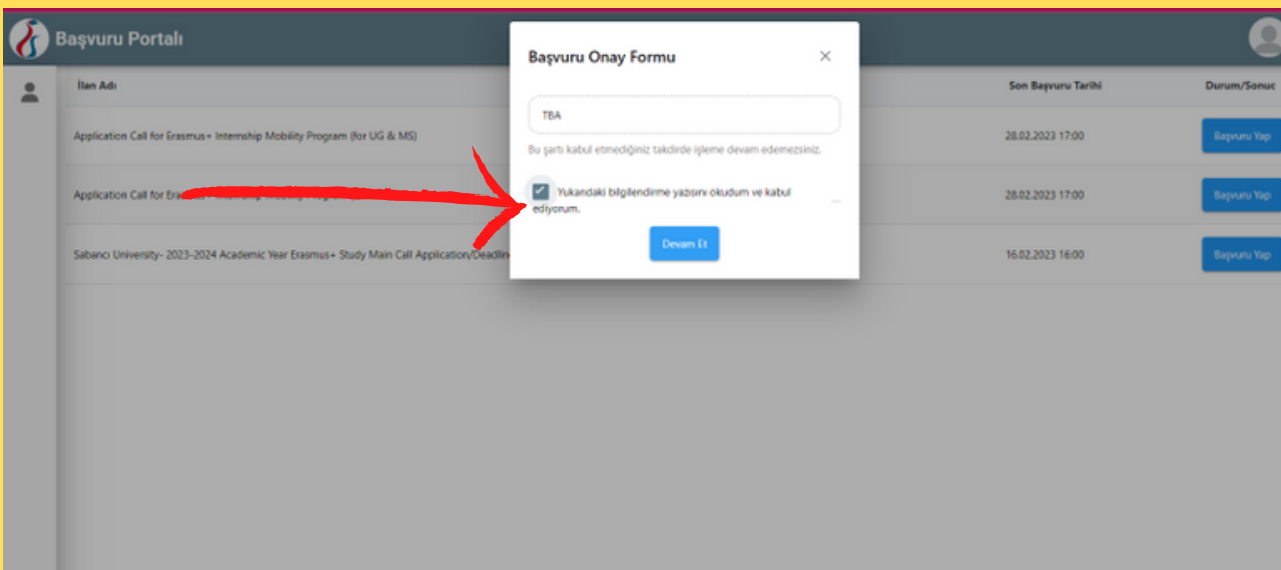 Başvuru Portalı
Başvuru Onay Formu
İlan Adı
Son Başvuru Tarihi
Durum/Sonuc
TBA
Bu şartı kabul etmediğiniz takdirde işleme devam edemezsiniz.
Application Call for Erasmus+ Internship Mobility Program (for UG & MS)
28.02.2023 17:00
Başvuru Yap
Yukarıdaki bilgilendirme yazısını okudum ve kabul
ediyorum.
Application Call for
28.02.2023 17:00
Başvuru Yap
Devam Et
Sabancı University- 2023-2024 Academic Year Erasmus+ Study Main Call Application/Deadlin
16.02.2023 16:00
Başvuru Yap